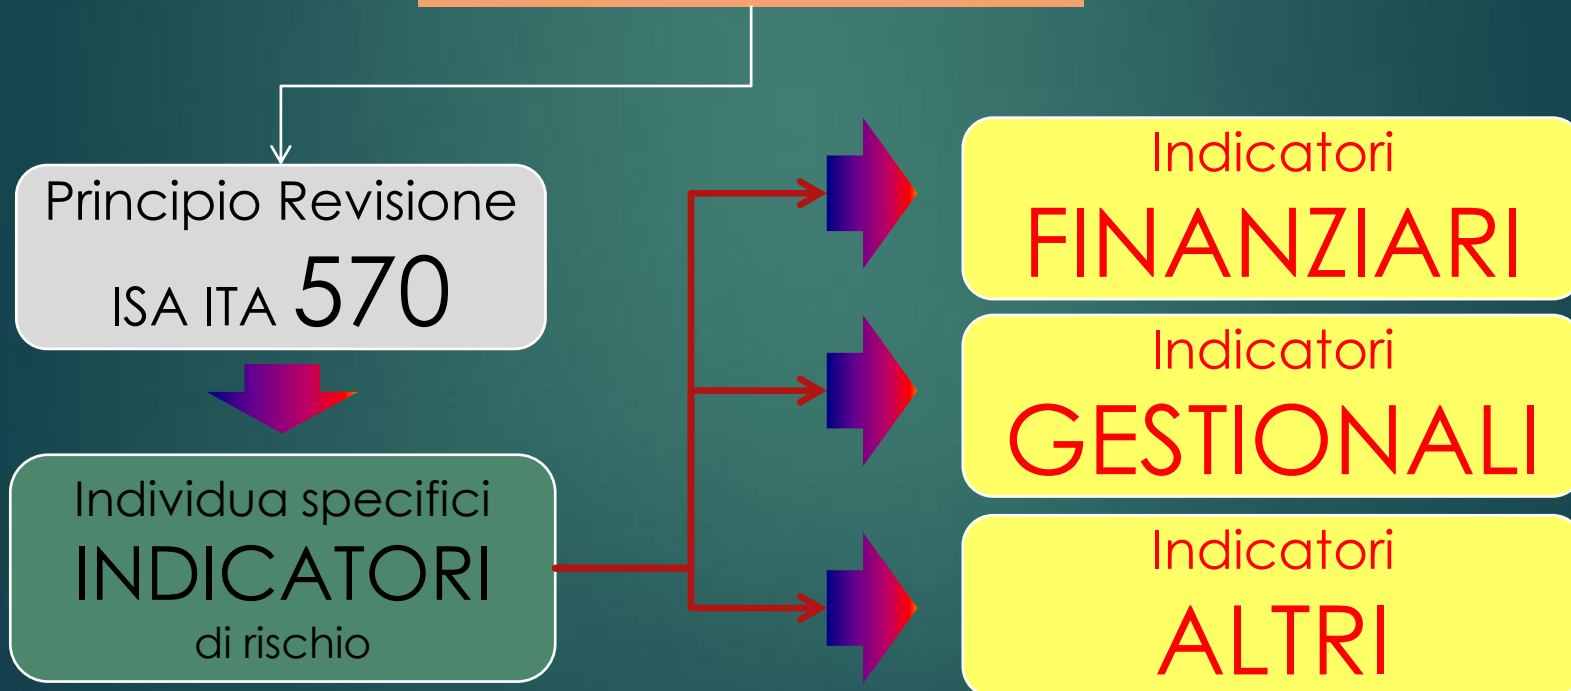 Principio Revisione
ISA ITA 570
Individua specifici
INDICATORI
di rischio
Indicatori
FINANZIARI
Indicatori
GESTIONALI
Indicatori
ALTRI